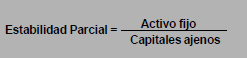 Estabilidad Parcial = Activo fijo
Capitales ajenos